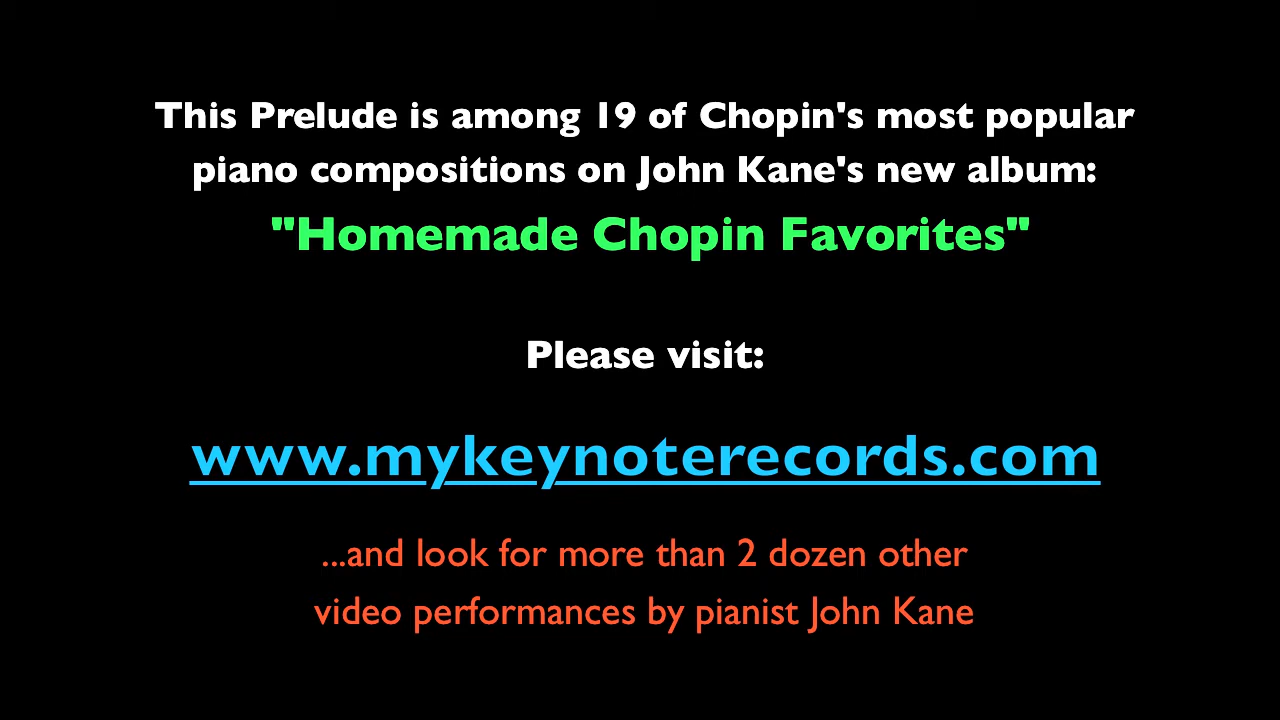 This Prelude is among 19 of Chopin's most popular
piano compositions on John Kane's new album:
"Homemade Chopin Favorites"
Please visit:
www.mykeynoterecords.com
...and look for more than 2 dozen other
video performances by pianist John Kane